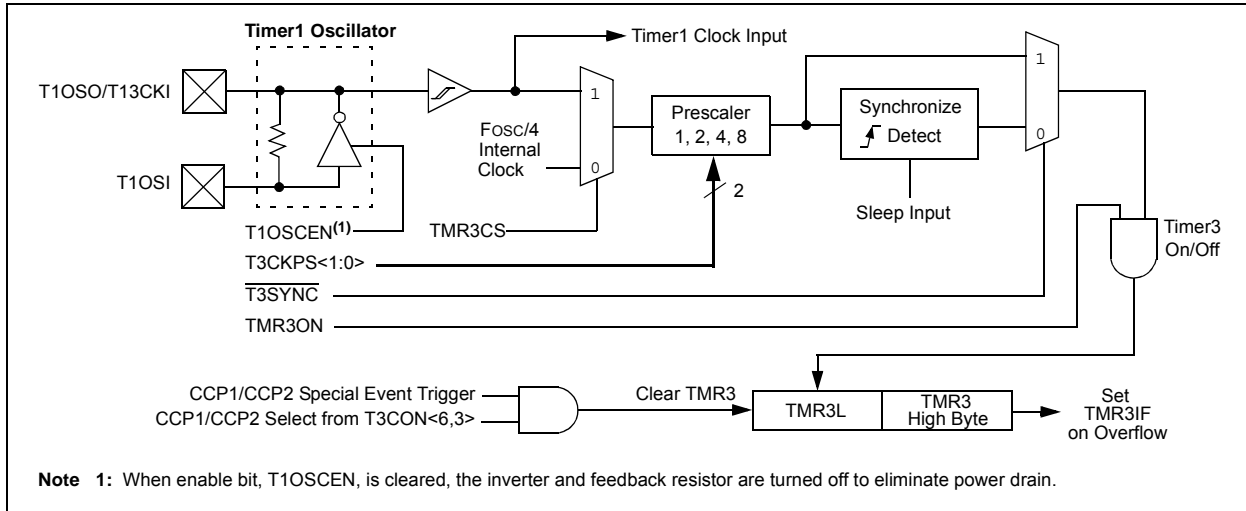 Timer1 Oscillator
Timer1 Clock Input
T1OSO/T13CKI
1
FOSC/4
Internal
Clock
0
Prescaler
1, 2, 4, 8
2
Synchronize
Detect
Sleep Input
1
0
T1OSI
T1OSCEN(1)
TMR3CS
T3CKPS<1:0>
T3SYNC
TMR3ON
Timer3
On/Off
CCP1/CCP2 Special Event Trigger
CCP1/CCP2 Select from T3CON<6,3>
Clear TMR3
TMR3L
TMR3
High Byte
Set
TMR3IF
on Overflow
Note 1: When enable bit, T1OSCEN, is cleared, the inverter and feedback resistor are turned off to eliminate power drain.